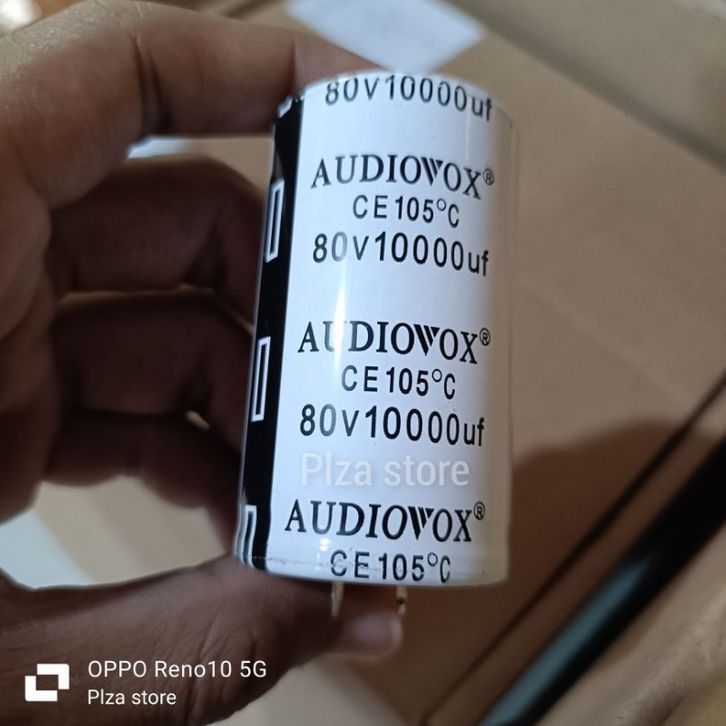 80V10000uf
AUDIOVOX®
CE105°C
80V10000uf
AUDIOVOX®
CE105°C
80V10000uf
Plza store
AUDIOVOX®
CE105°C
OPPO Reno10 5G
Plza store